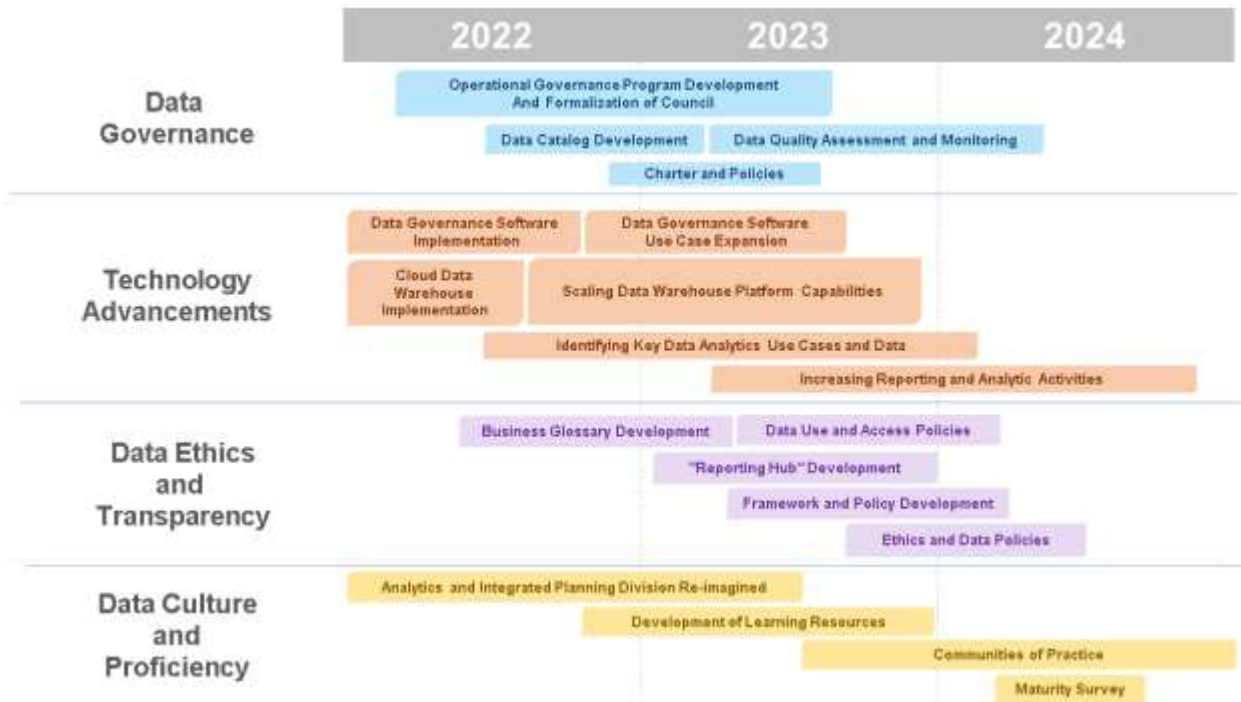 2022 2023 2024
Data
Governance
Operational Governance Program Development
And Formalization of Council
Data Catalog Development
Data Quality Assessment and Monitoring
Charter and Policies
Technology
Advancements
Data Governance Software
Implementation
Data Governance Software
Use Case Expansion
Cloud Data
Warehouse
Implementation
Scaling Data Warehouse Platform Capabilities
Identifying Key Data Analytics Use Cases and Data
Increasing Reporting and Analytic Activities
Data Ethics
and
Transparency
Business Glossary Development
Data Use and Access Policies
"Reporting Hub" Development
Framework and Policy Development
Ethics and Data Policies
Data Culture
and
Proficiency
Analytics and Integrated Planning Division Re-imagined
Development of Learning Resources
Communities of Practice
Maturity Survey